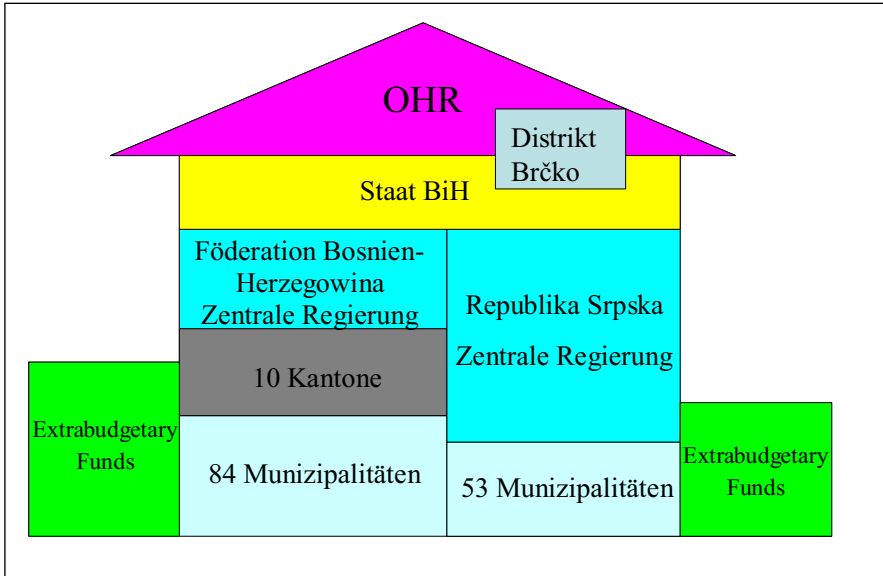 OHR
Distrikt
Brčko
Staat BiH
Föderation Bosnien-
Herzegowina
Zentrale Regierung
Republika Srpska
Zentrale Regierung
10 Kantone
Extrabudgetary
Funds
84 Munizipalitäten
53 Munizipalitäten
Extrabudgetary
Funds